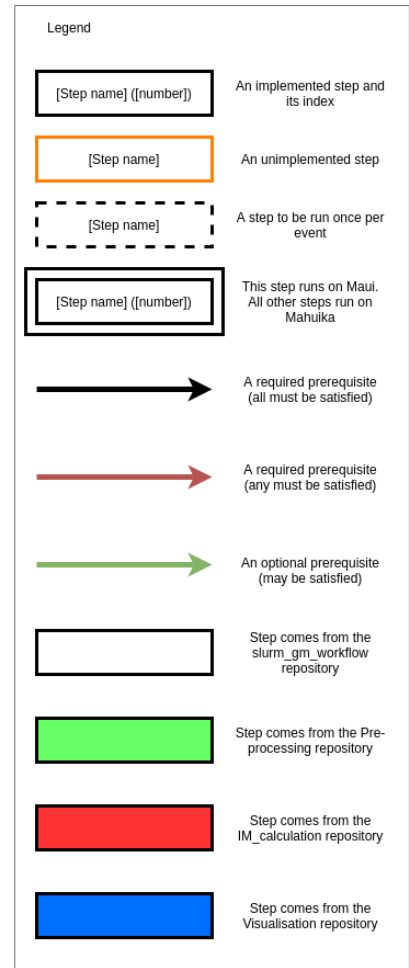 Legend
[Step name] ([number])
An implemented step and
its index
[Step name]
An unimplemented step
[Step name]
A step to be run once per
event
[Step name] ([number])
This step runs on Maui.
All other steps run on
Mahuika
A required prerequisite
(all must be satisfied)
A required prerequisite
(any must be satisfied)
An optional prerequisite
(may be satisfied)
Step comes from the
slurm_gm_workflow
repository
Step comes from the Pre-
processing repository
Step comes from the
IM_calculation repository
Step comes from the
Visualisation repository